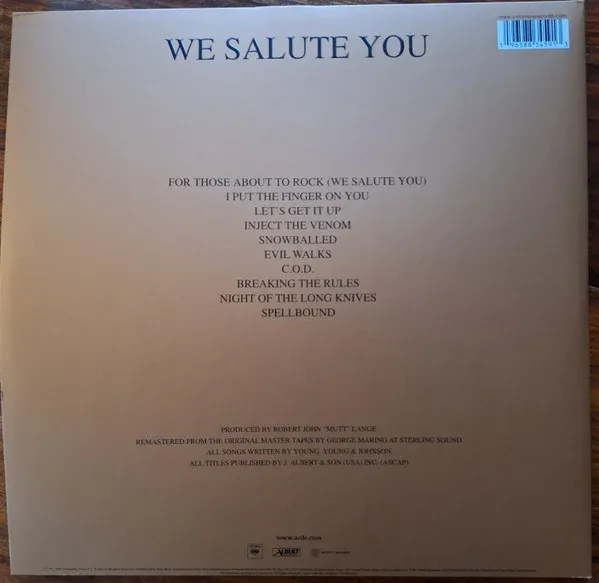 WE SALUTE YOU
FOR THOSE ABOUT TO ROCK (WE SALUTE YOU)
I PUT THE FINGER ON YOU
LET'S GET IT UP
INJECT THE VENOM
SNOWBALLED
EVIL WALKS
C.O.D.
BREAKING THE RULES
NIGHT OF THE LONG KNIVES
SPELLBOUND
PRODUCED BY ROBERT JOHN "MUTT" LANGE
REMASTERED FROM THE ORIGINAL MASTER TAPES BY GEORGE MARINO AT STERLING SOUND
ALL SONGS WRITTEN BY YOUNG, YOUNG & JOHNSON
ALL TITLES PUBLISHED BY J. ALBERT & SON (USA) INC. (ASCAP)
www.acdc.com
ALBERT